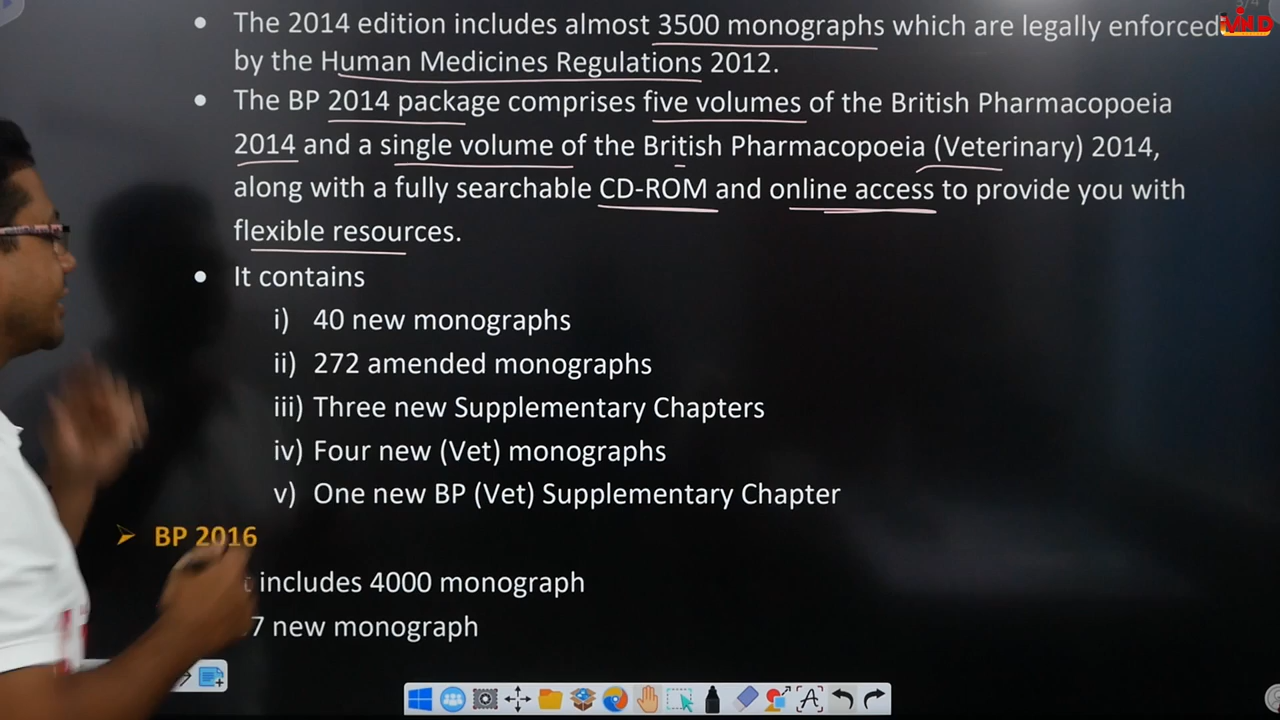 The 2014 edition includes almost 3500 monographs which are legally enforced
by the Human Medicines Regulations 2012.
The BP 2014 package comprises five volumes of the British Pharmacopoeia
2014 and a single volume of the British Pharmacopoeia (Veterinary) 2014,
along with a fully searchable CD-ROM and online access to provide you with
flexible resources.
It contains
i) 40 new monographs
ii) 272 amended monographs
iii) Three new Supplementary Chapters
iv) Four new (Vet) monographs
v) One new BP (Vet) Supplementary Chapter
BP 2016
includes 4000 monograph
new monograph